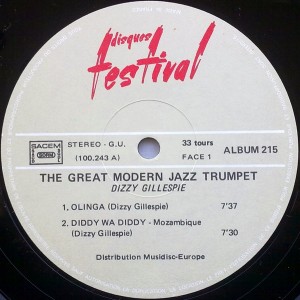 disques
festival
SACEM
STEREO - G.U.
33 tours
ALBUM 215
(100.243 A)
FACE 1
THE GREAT MODERN JAZZ TRUMPET
DIZZY GILLESPIE
1. OLINGA (Dizzy Gillespie) 7'37
2. DIDDY WA DIDDY - Mozambique
(Dizzy Gillespie) 7'30
Distribution Musidisc-Europe